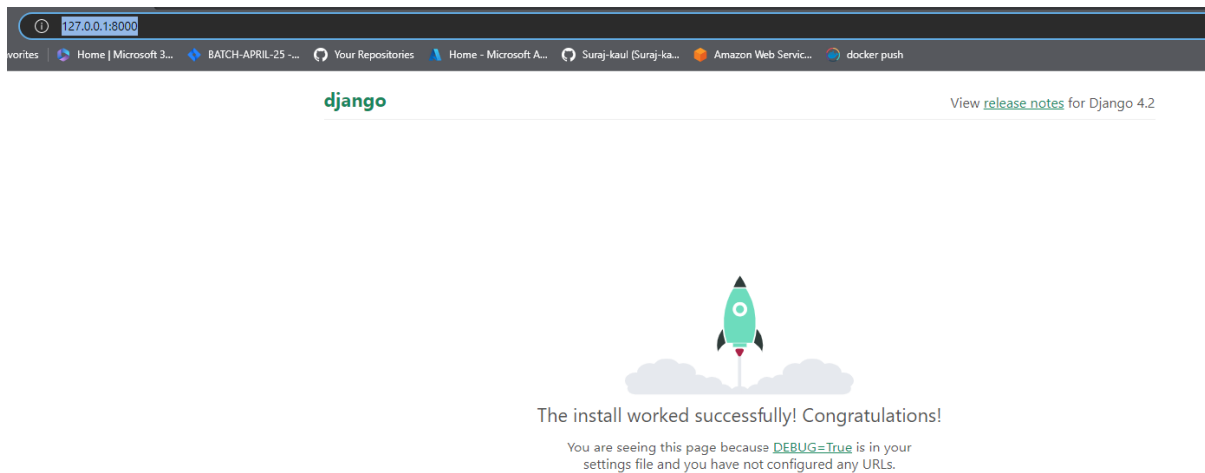 127.0.0.1:8000
vorites Home | Microsoft 3... BATCH-APRIL-25 -... Your Repositories Home - Microsoft A... Suraj-kaul (Suraj-ka... Amazon Web Servic... docker push
django View release notes for Django 4.2
The install worked successfully! Congratulations!
You are seeing this page because DEBUG=True is in your
settings file and you have not configured any URLs.